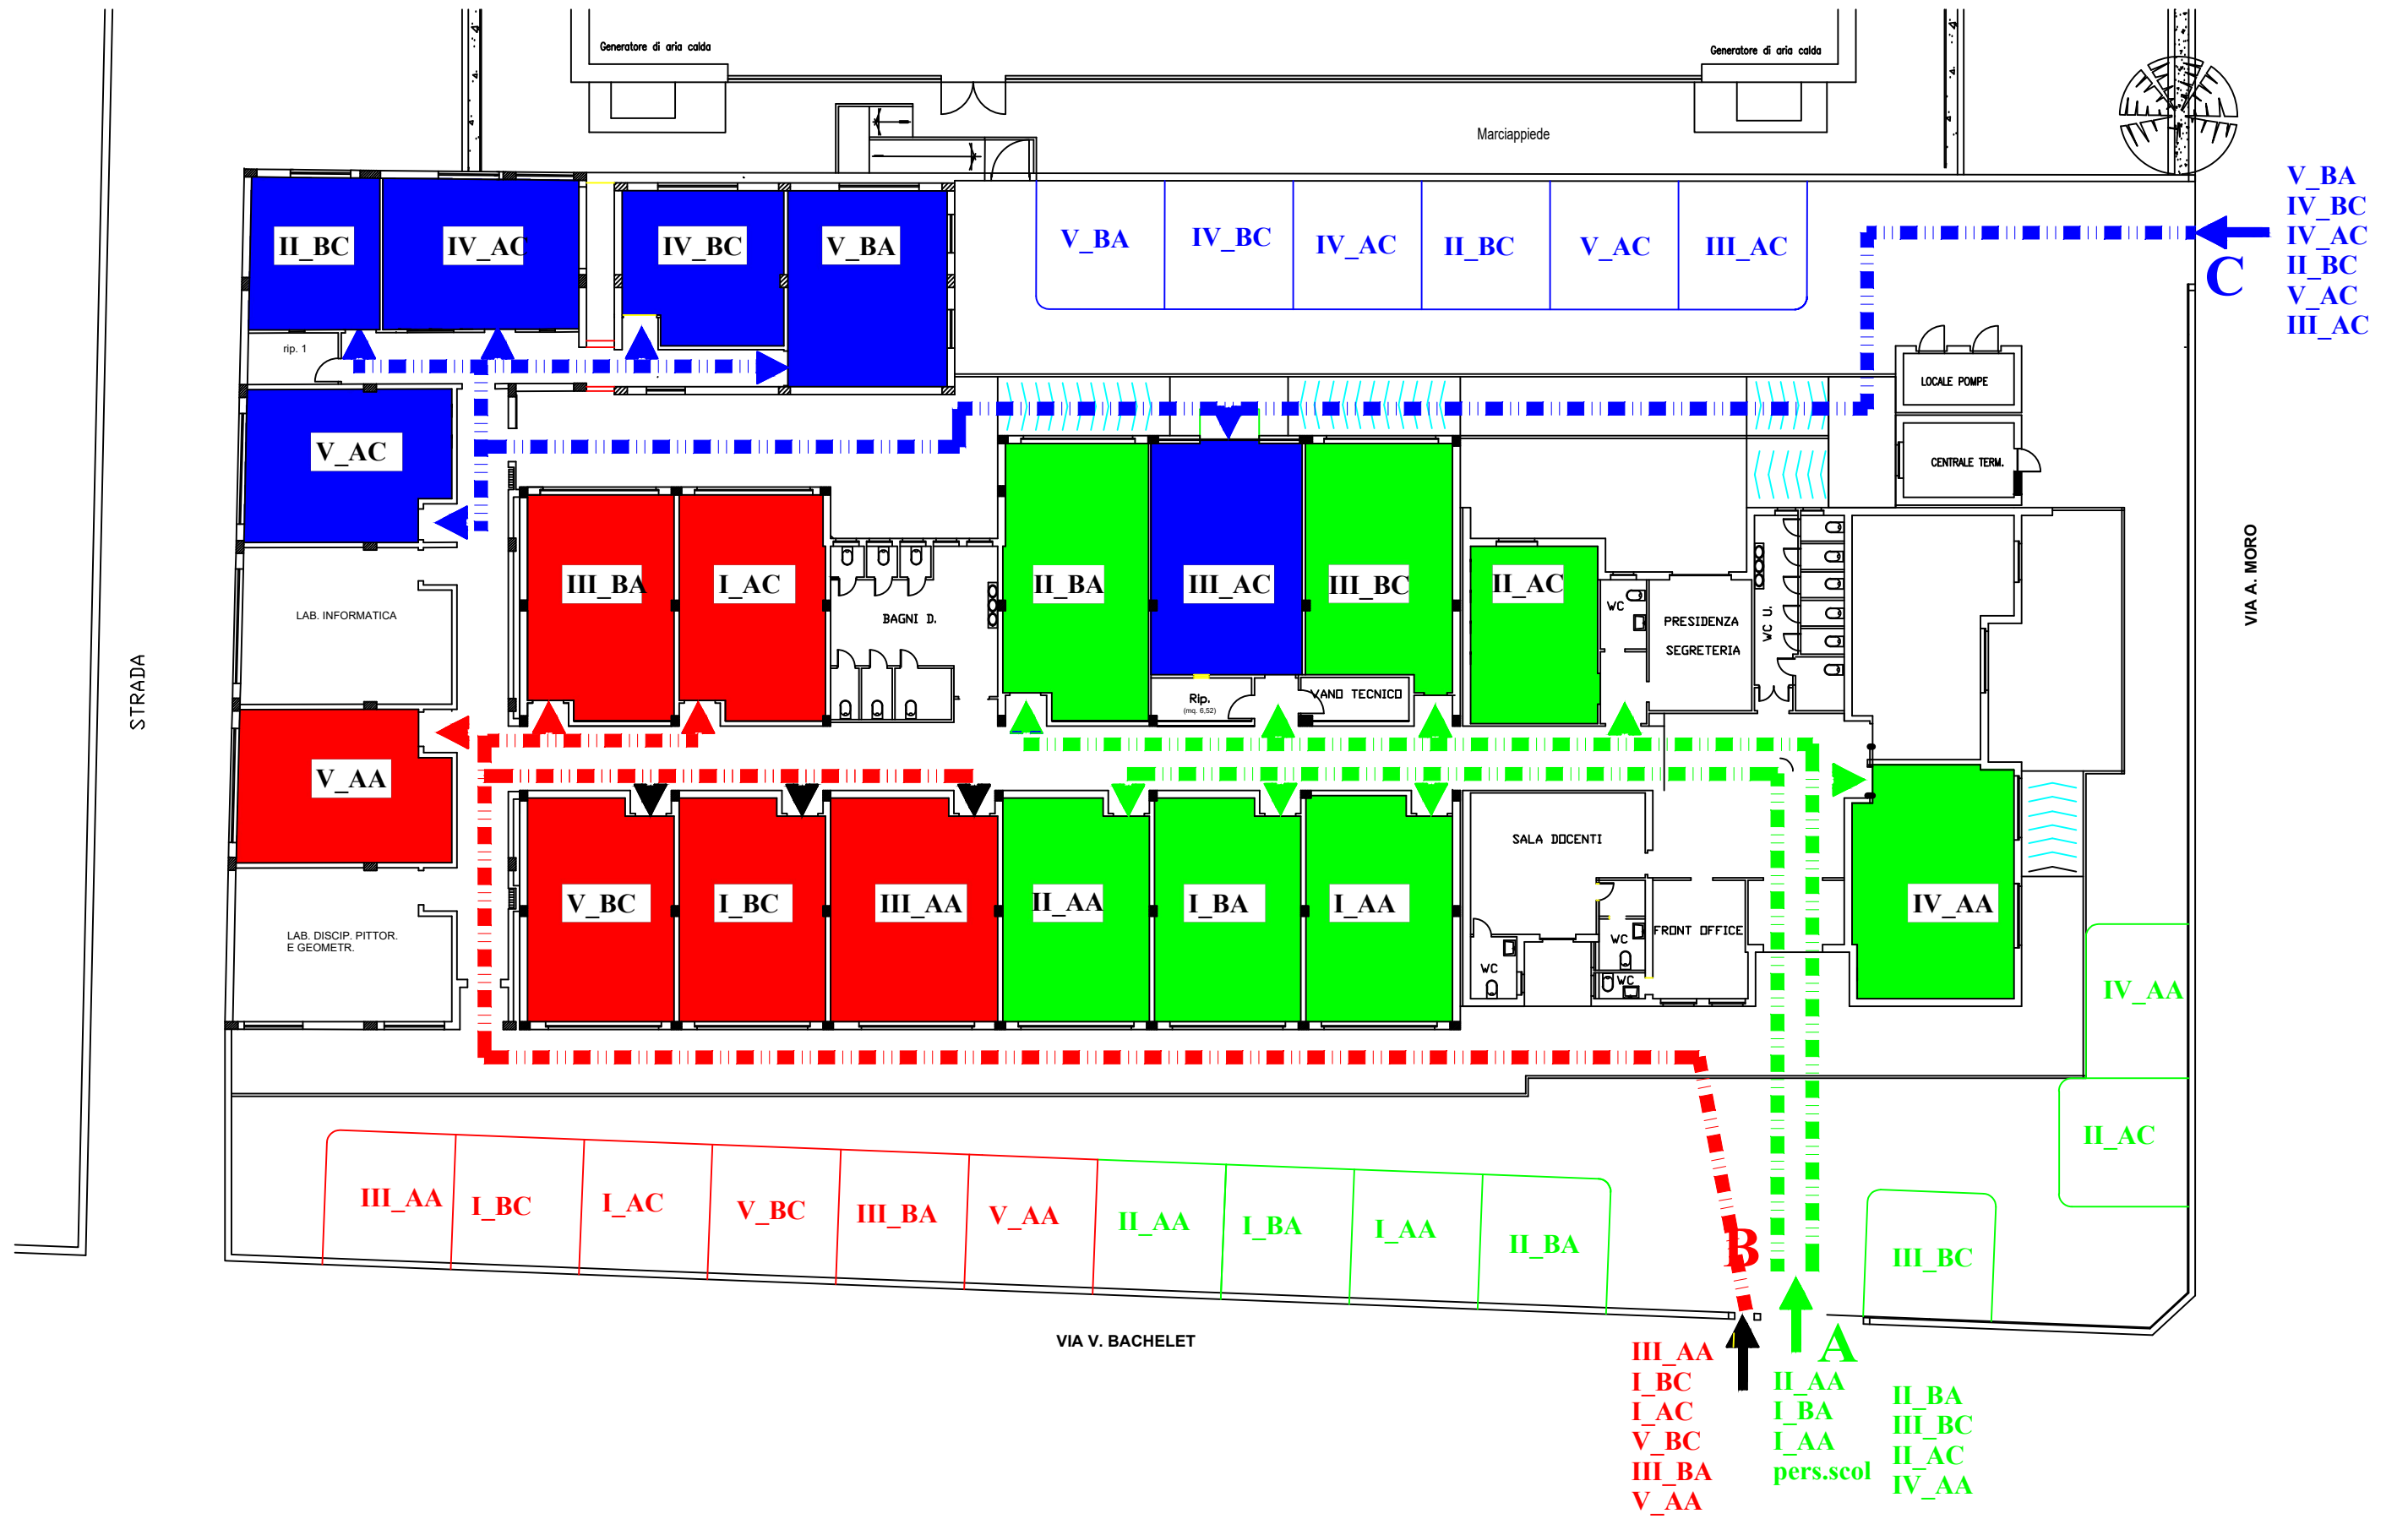 Generatore di aria calda
Generatore di aria calda
Marciappiede
V_BA
IV_BC
IV_AC
II_BC
V_AC
III_AC
C
II_BC
IV_AC
IV_BC
V_BA
V_BA
IV_BC
IV_AC
II_BC
V_AC
III_AC
rip. 1
LOCALE POMPE
CENTRALE TERM.
V_AC
VIA A. MORO
III_BA
I_AC
II_BA
III_AC
III_BC
II_AC
LAB. INFORMATICA
BAGNI D.
WC
PRESIDENZA
SEGRETERIA
WC U.
STRADA
Rip.
(mq. 6,52)
VANO TECNICO
V_AA
SALA DOCENTI
V_BC
I_BC
III_AA
II_AA
I_BA
I_AA
IV_AA
LAB. DISCIP. PITTOR.
E GEOMETR.
FRONT OFFICE
WC
WC
WC
IV_AA
II_AC
III_AA
I_BC
I_AC
V_BC
III_BA
V_AA
II_AA
I_BA
I_AA
II_BA
B
III_BC
VIA V. BACHELET
A
III_AA
I_BC
I_AC
V_BC
III_BA
V_AA
II_AA
I_BA
I_AA
pers.scol
II_BA
III_BC
II_AC
IV_AA